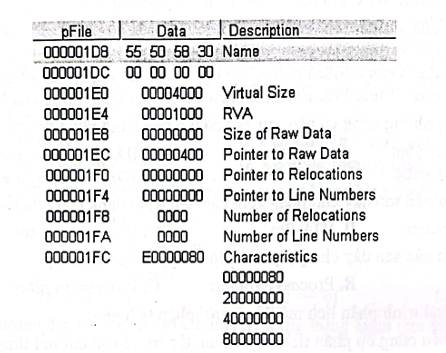 pFile Data Description
000001D8 55 50 58 30 Name
000001DC 00 00 00 00
000001E0 00004000 Virtual Size
000001E4 00001000 RVA
000001E8 00000000 Size of Raw Data
000001EC 00000400 Pointer to Raw Data
000001F0 00000000 Pointer to Relocations
000001F4 00000000 Pointer to Line Numbers
000001F8 0000 Number of Relocations
000001FA 0000 Number of Line Numbers
000001FC E0000080 Characteristics
00000080
20000000
40000000
80000000